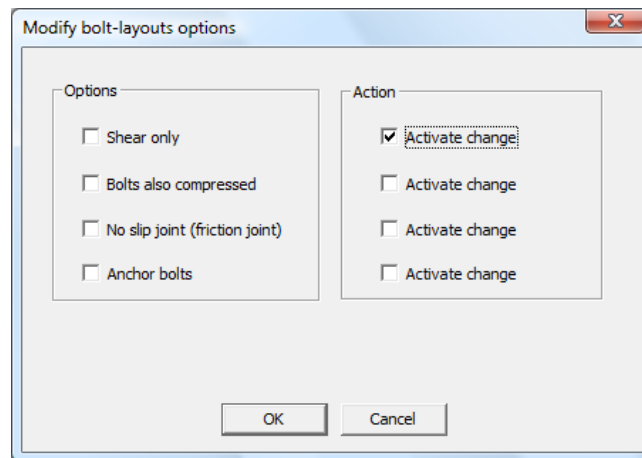 Modify bolt-layouts options
Options
Action
Shear only
Activate change
Bolts also compressed
Activate change
No slip joint (friction joint)
Activate change
Anchor bolts
Activate change
OK
Cancel